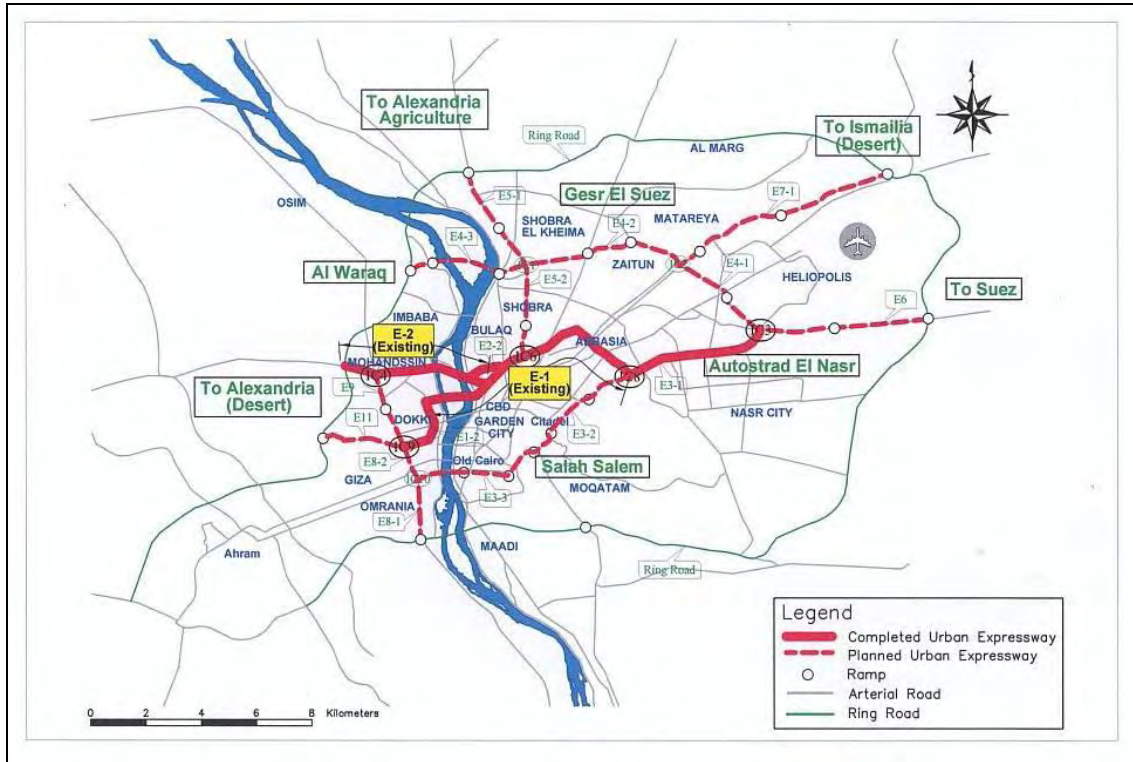 To Alexandria
Agriculture
Ring Road
AL MARG
To Ismailia
(Desert)
OSIM
E5-1
Gesr El Suez
E7-1
SHOBRA
EL KHEIMA
MATAREYA
E4-2
E4-3
ZAITUN
E4-1
HELIOPOLIS
Al Waraq
E5-2
SHOBRA
E6
To Suez
IMBABA
BULAQ
E-2
(Existing)
E2-2
IC6
ABBASIA
IC3
MOHANDSSIN
E-1
(Existing)
Autostrad El Nasr
To Alexandria
(Desert)
E9
E3-1
CBD
GARDEN
CITY
NASR CITY
E11
DOKKI
Citadel
E3-2
E1-2
IC9
E8-2
Old Cairo
Salah Salem
GIZA
MOQATAM
E3-3
OMRANIA
E8-1
Ahram
MAADI
Ring Road
Legend
Completed Urban Expressway
Planned Urban Expressway
Ramp
Arterial Road
Ring Road
0 2 4 6 8 Kilometers